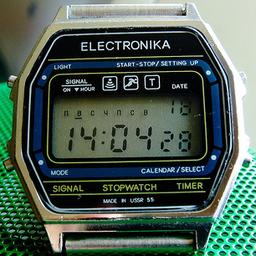 ELECTRONIKA
LIGHT START-STOP/SETTING UP
SIGNAL
ON ▼ HOUR T DATE
П В С Ч П С В 18
14:04 28
MODE CALENDAR/SELECT
SIGNAL STOPWATCH TIMER
MADE IN USSR 55